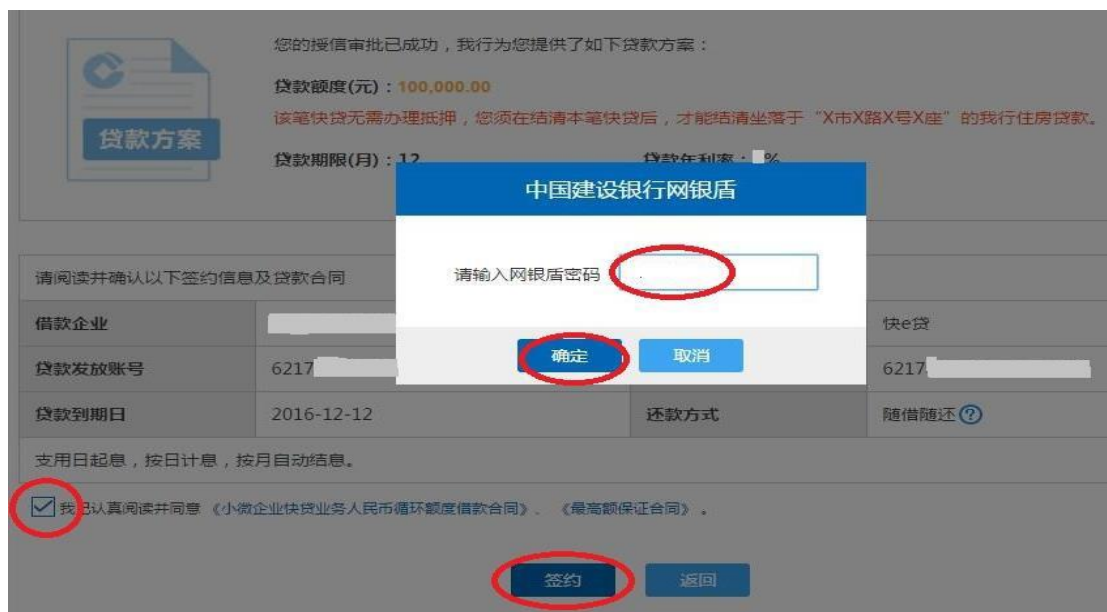 您的授信审批已成功，我行为您提供了如下贷款方案：
贷款额度(元)：100,000.00
该笔快贷无需办理抵押，您须在结清本笔快贷后，才能结清坐落于“X市X路X号X座”的我行住房贷款。
贷款方案
贷款期限(月)：12 贷款年利率： %
中国建设银行网银盾
请输入网银盾密码
确定 取消
请阅读并确认以下签约信息及贷款合同
借款企业 快e贷
贷款发放账号 6217 6217
贷款到期日 2016-12-12 还款方式 随借随还
支用日起息，按日计息，按月自动结息。
我已认真阅读并同意《小微企业快贷业务人民币循环额度借款合同》、《最高额保证合同》。
签约 返回